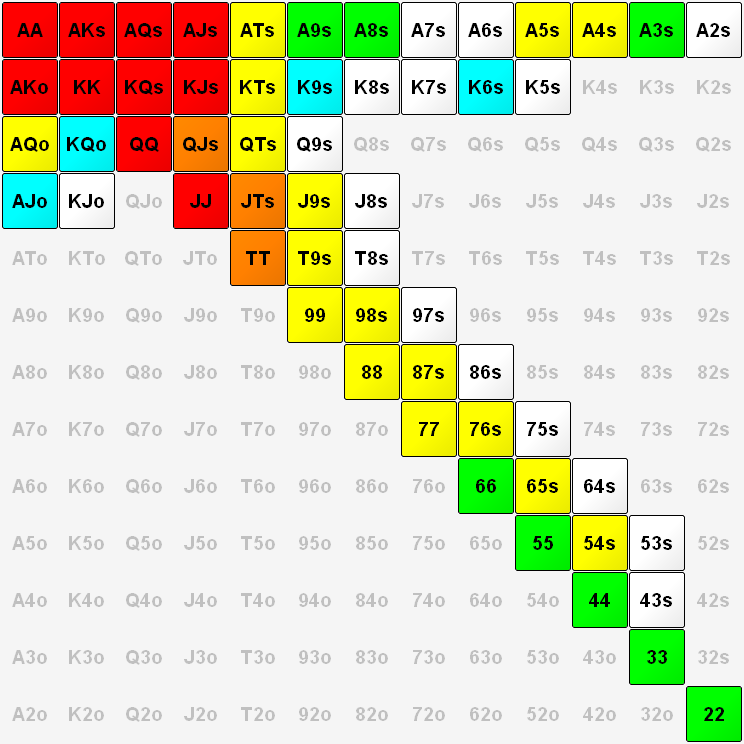 AA AKs AQs AJs ATs A9s A8s A7s A6s A5s A4s A3s A2s
AKo KK KQs KJs KTs K9s K8s K7s K6s K5s K4s K3s K2s
AQo KQo QQ QJs QTs Q9s Q8s Q7s Q6s Q5s Q4s Q3s Q2s
AJo KJo QJo JJ JTs J9s J8s J7s J6s J5s J4s J3s J2s
ATo KTo QTo JTo TT T9s T8s T7s T6s T5s T4s T3s T2s
A9o K9o Q9o J9o T9o 99 98s 97s 96s 95s 94s 93s 92s
A8o K8o Q8o J8o T8o 98o 88 87s 86s 85s 84s 83s 82s
A7o K7o Q7o J7o T7o 97o 87o 77 76s 75s 74s 73s 72s
A6o K6o Q6o J6o T6o 96o 86o 76o 66 65s 64s 63s 62s
A5o K5o Q5o J5o T5o 95o 85o 75o 65o 55 54s 53s 52s
A4o K4o Q4o J4o T4o 94o 84o 74o 64o 54o 44 43s 42s
A3o K3o Q3o J3o T3o 93o 83o 73o 63o 53o 43o 33 32s
A2o K2o Q2o J2o T2o 92o 82o 72o 62o 52o 42o 32o 22